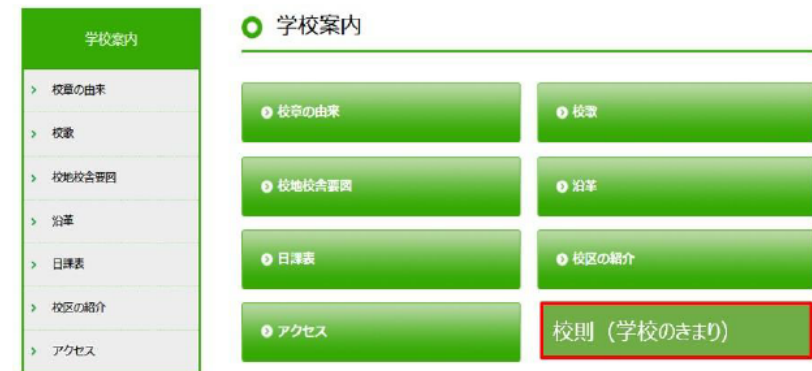 学校案内
校章の由来
校歌
校地校舎要図
沿革
日課表
校区の紹介
アクセス
学校案内
校章の由来
校歌
校地校舎要図
沿革
日課表
校区の紹介
アクセス
校則（学校のきまり）